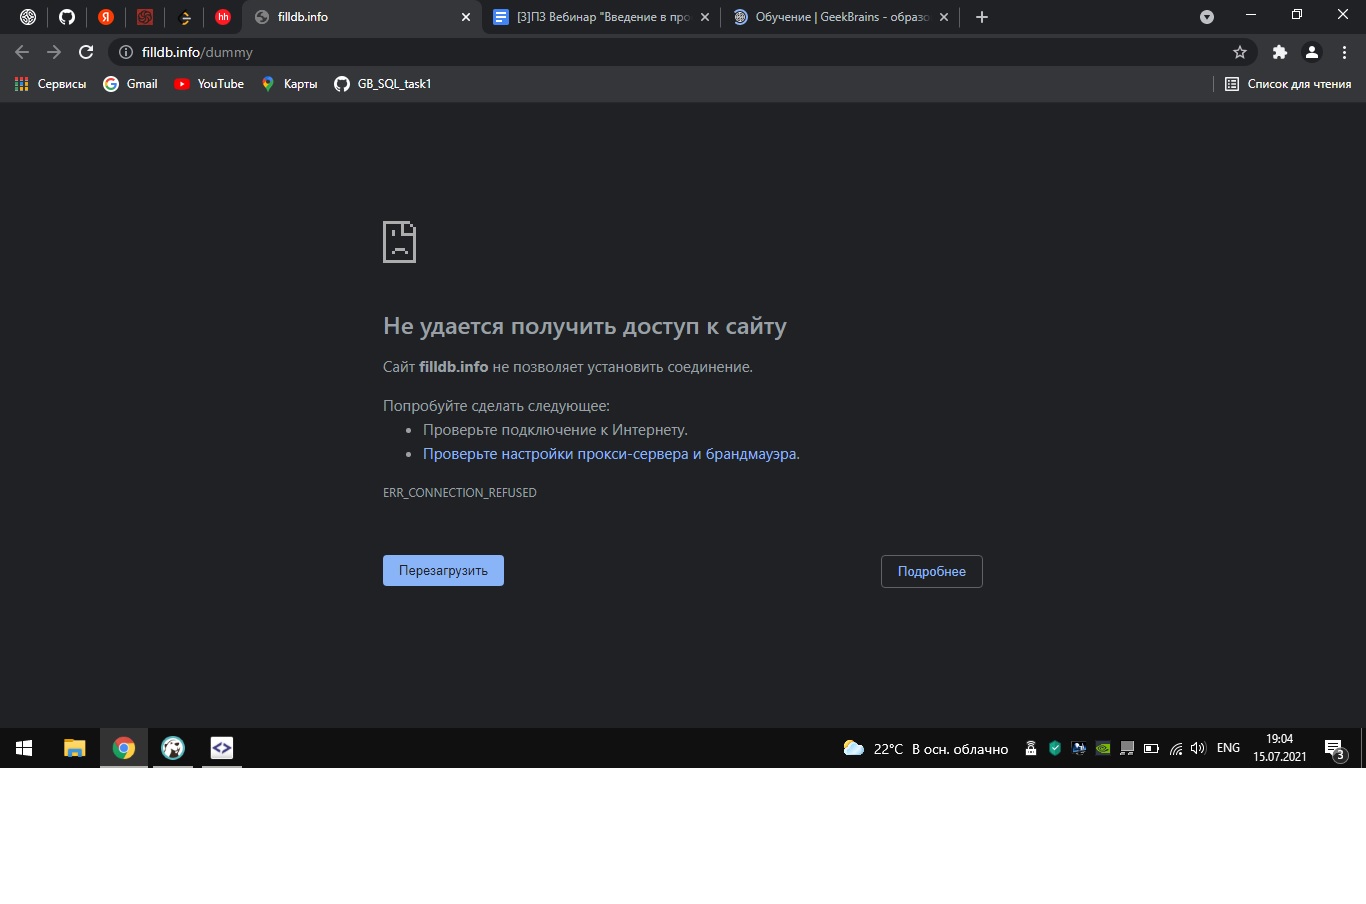 Я
hh
filldb.info
[3]ПЗ Вебинар "Введение в про
Обучение | GeekBrains - образо
filldb.info/dummy
Сервисы
Gmail
YouTube
Карты
GB_SQL_task1
Список для чтения
Не удается получить доступ к сайту
Сайт filldb.info не позволяет установить соединение.
Попробуйте сделать следующее:
• Проверьте подключение к Интернету.
• Проверьте настройки прокси-сервера и брандмауэра.
ERR_CONNECTION_REFUSED
Перезагрузить
Подробнее
22°C В осн. облачно
ENG
19:04
15.07.2021
3